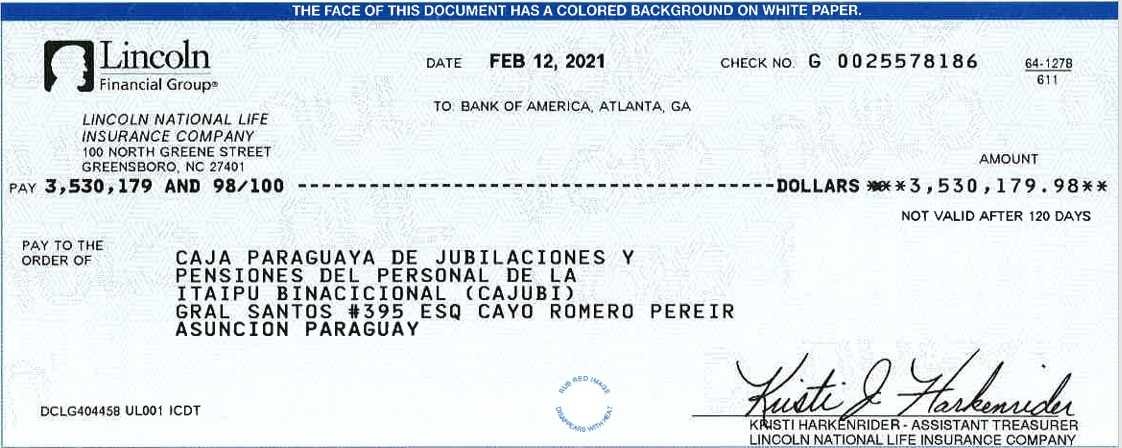 THE FACE OF THIS DOCUMENT HAS A COLORED BACKGROUND ON WHITE PAPER.
Lincoln
Financial Group®
DATE FEB 12, 2021
CHECK NO. G 0025578186
64-1278
611
TO: BANK OF AMERICA, ATLANTA, GA
LINCOLN NATIONAL LIFE
INSURANCE COMPANY
100 NORTH GREENE STREET
GREENSBORO, NC 27401
AMOUNT
PAY 3,530,179 AND 98/100 ----------------------------------------DOLLARS ****3,530,179.98**
NOT VALID AFTER 120 DAYS
PAY TO THE
ORDER OF
CAJA PARAGUAYA DE JUBILACIONES Y
PENSIONES DEL PERSONAL DE LA
ITAIPU BINACICIONAL (CAJUBI)
GRAL SANTOS #395 ESQ CAYO ROMERO PEREIR
ASUNCION PARAGUAY
RUB RED IMAGE
DISAPPEARS WITH HEAT
DCLG404458 UL001 ICDT
Kristi J. Harkenrider
KRISTI HARKENRIDER - ASSISTANT TREASURER
LINCOLN NATIONAL LIFE INSURANCE COMPANY